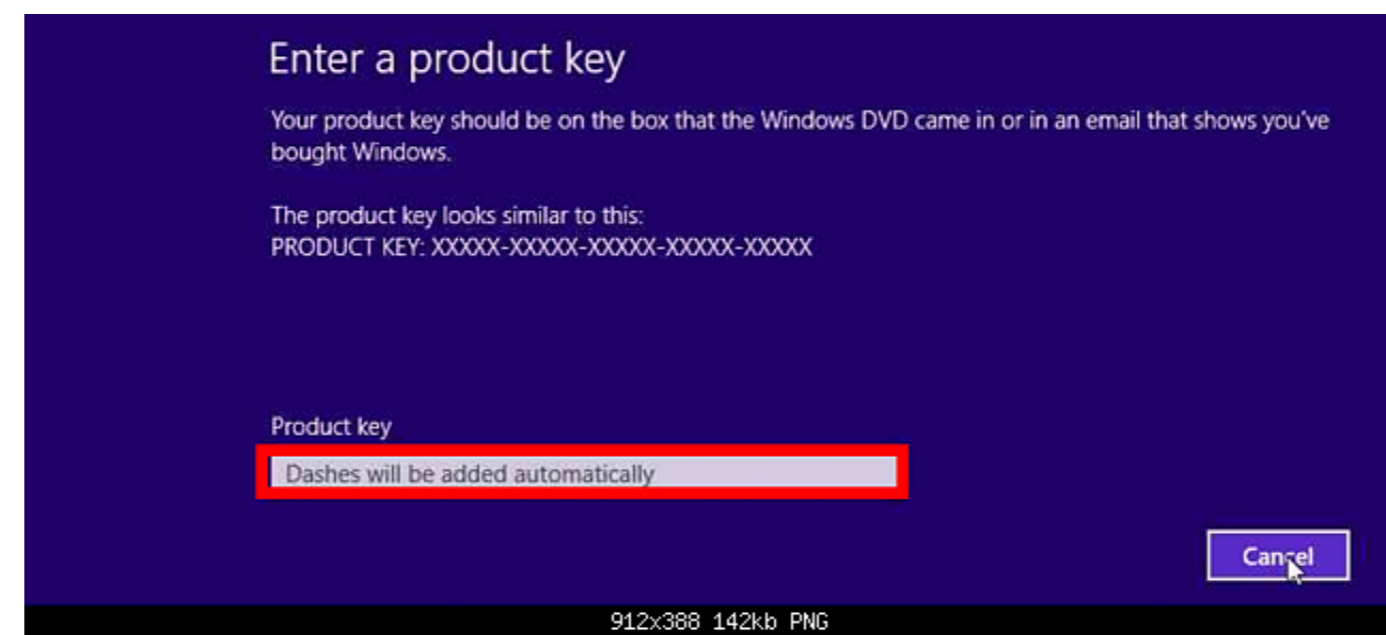 Enter a product key
Your product key should be on the box that the Windows DVD came in or in an email that shows you've
bought Windows.
The product key looks similar to this:
PRODUCT KEY: XXXXX-XXXXX-XXXXX-XXXXX-XXXXX
Product key
Dashes will be added automatically
Cancel
912x388 142kb PNG